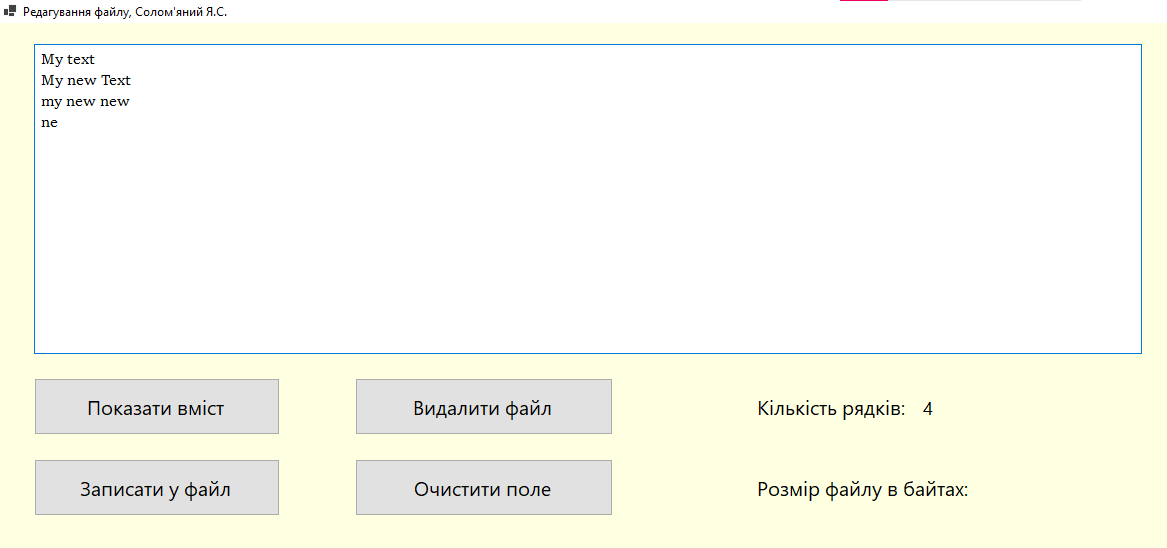 Редагування файлу, Солом'яний Я.С.
My text
My new Text
my new new
ne
Показати вміст
Видалити файл
Кількість рядків: 4
Записати у файл
Очистити поле
Розмір файлу в байтах: